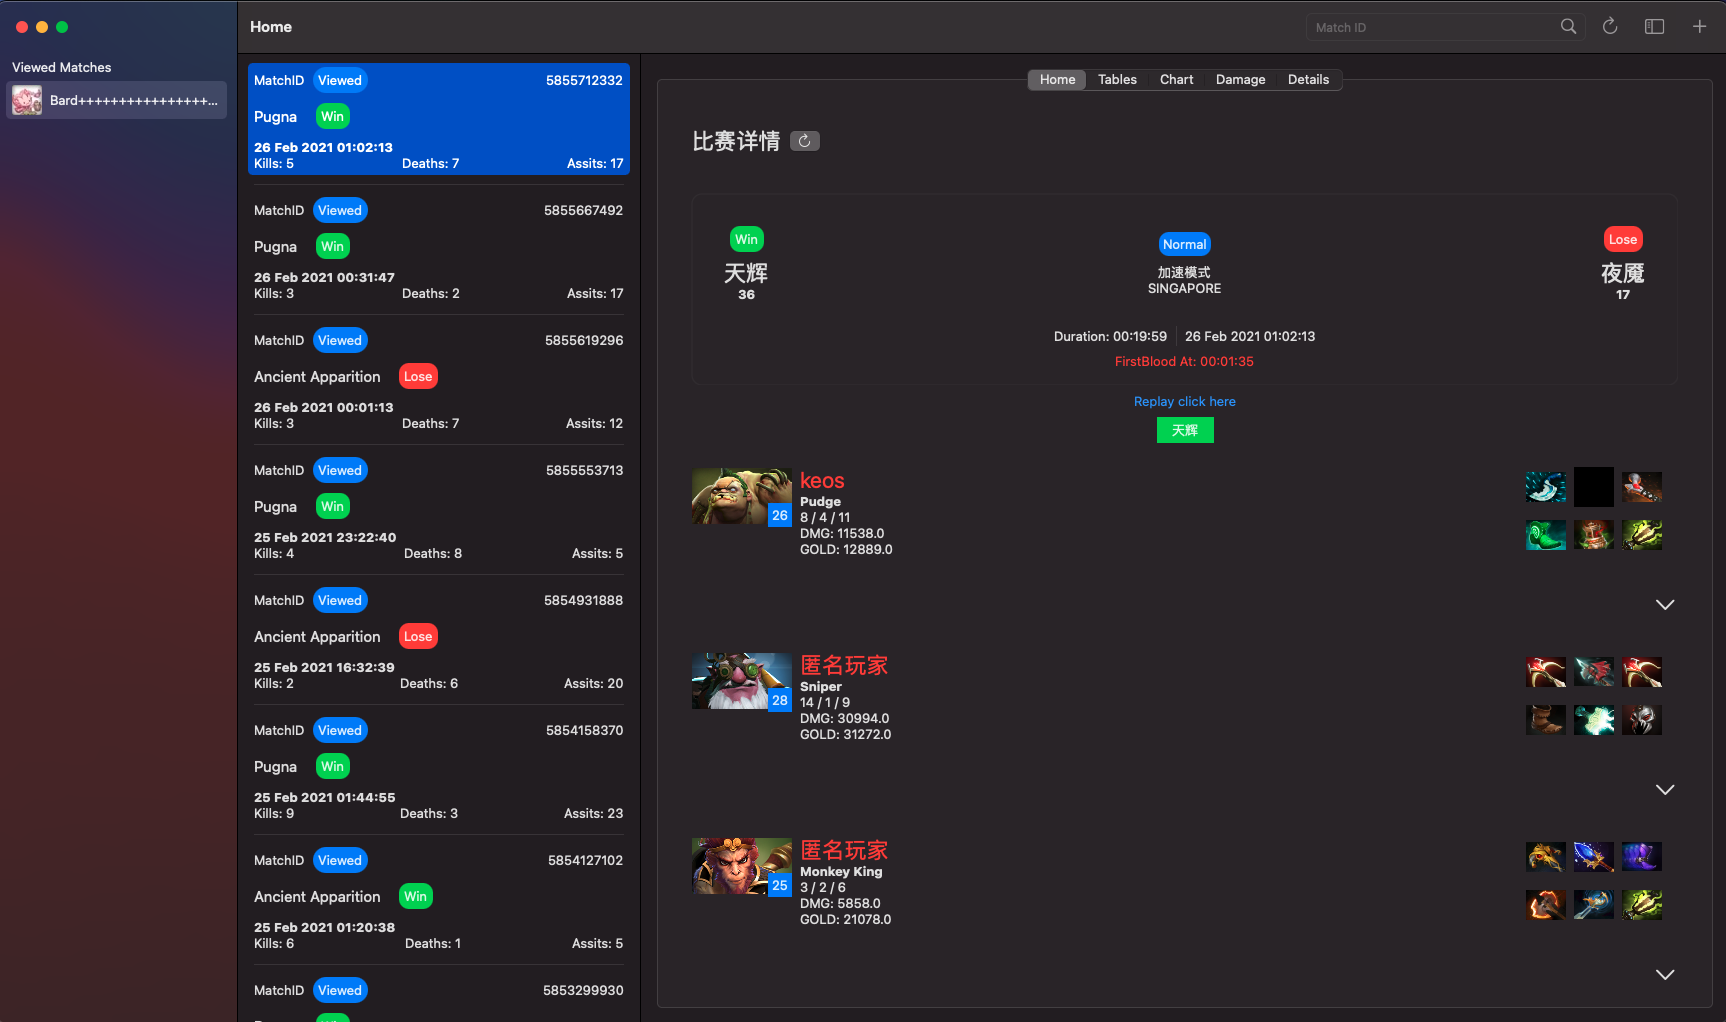 Home
Match ID
Viewed Matches
Bard++++++++++++++++...
MatchID Viewed 5855712332
Pugna Win
26 Feb 2021 01:02:13
Kills: 5 Deaths: 7 Assits: 17
MatchID Viewed 5855667492
Pugna Win
26 Feb 2021 00:31:47
Kills: 3 Deaths: 2 Assits: 17
MatchID Viewed 5855619296
Ancient Apparition Lose
26 Feb 2021 00:01:13
Kills: 3 Deaths: 7 Assits: 12
MatchID Viewed 5855553713
Pugna Win
25 Feb 2021 23:22:40
Kills: 4 Deaths: 8 Assits: 5
MatchID Viewed 5854931888
Ancient Apparition Lose
25 Feb 2021 16:32:39
Kills: 2 Deaths: 6 Assits: 20
MatchID Viewed 5854158370
Pugna Win
25 Feb 2021 01:44:55
Kills: 9 Deaths: 3 Assits: 23
MatchID Viewed 5854127102
Ancient Apparition Win
25 Feb 2021 01:20:38
Kills: 6 Deaths: 1 Assits: 5
MatchID Viewed 5853299930
Home Tables Chart Damage Details
比赛详情
Win
天辉
36
Normal
加速模式
SINGAPORE
Lose
夜魇
17
Duration: 00:19:59 26 Feb 2021 01:02:13
FirstBlood At: 00:01:35
Replay click here
天辉
keos
Pudge
8 / 4 / 11
DMG: 11538.0
GOLD: 12889.0
26
匿名玩家
Sniper
14 / 1 / 9
DMG: 30994.0
GOLD: 31272.0
28
匿名玩家
Monkey King
3 / 2 / 6
DMG: 5858.0
GOLD: 21078.0
25